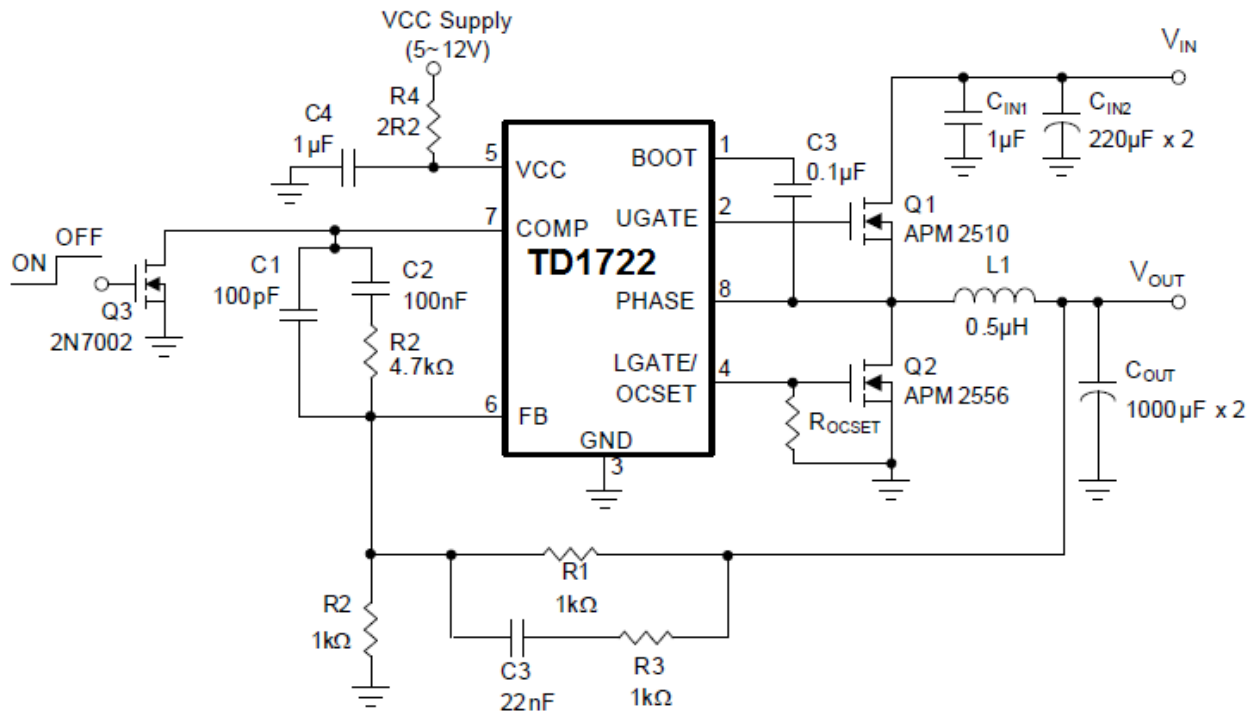 VCC Supply
(5~12V)
R4
2R2
C4
1µF
5
VCC
7
COMP
TD1722
6
FB
GND
3
BOOT
1
UGATE
2
PHASE
8
LGATE/
OCSET
4
C3
0.1µF
VIN
CIN1
1µF
CIN2
220µF x 2
Q1
APM 2510
L1
0.5µH
VOUT
Q2
APM 2556
ROCSET
COUT
1000µF x 2
OFF
ON
Q3
2N7002
C1
100pF
C2
100nF
R2
4.7kΩ
R1
1kΩ
R2
1kΩ
C3
22nF
R3
1kΩ